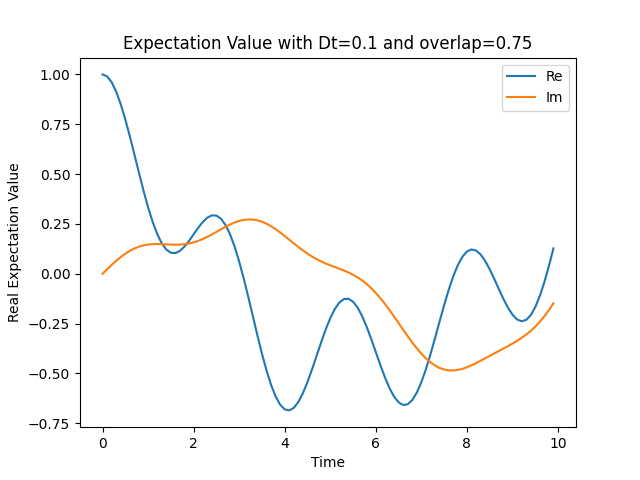 Expectation Value with Dt=0.1 and overlap=0.75
Re
Im
1.00
0.75
0.50
0.25
0.00
−0.25
−0.50
−0.75
Real Expectation Value
0 2 4 6 8 10
Time